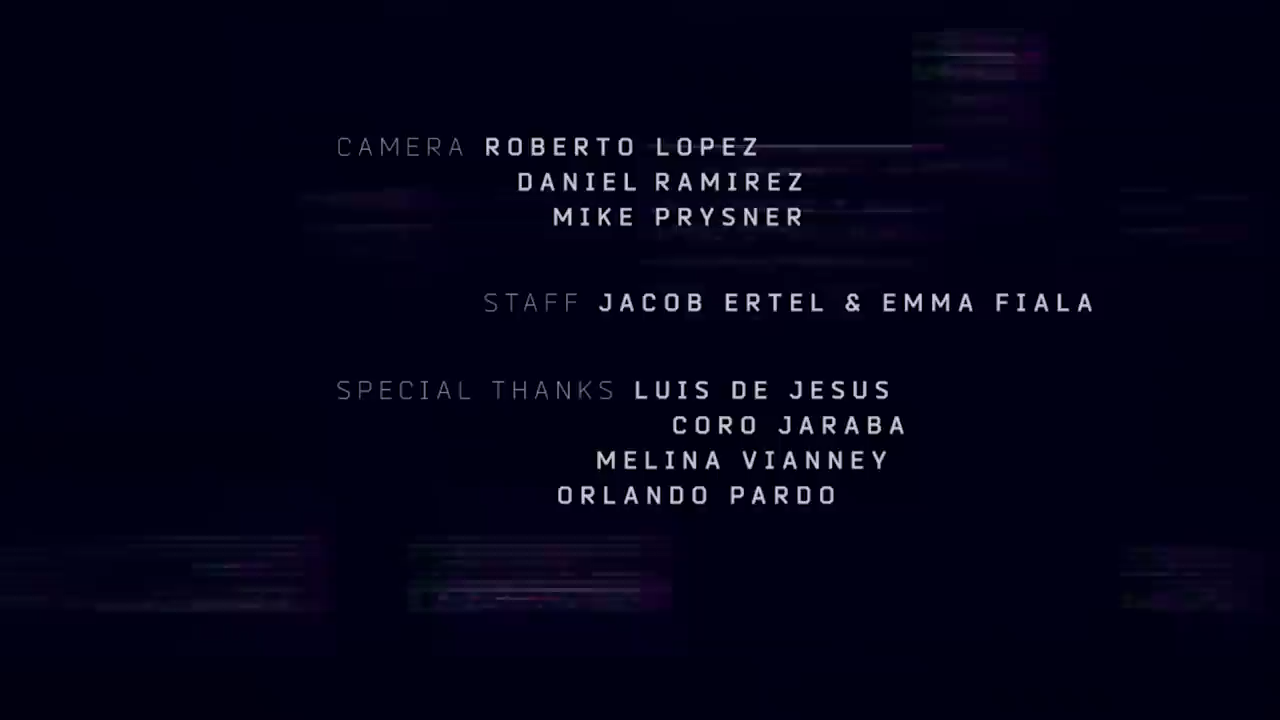 CAMERA ROBERTO LOPEZ
DANIEL RAMIREZ
MIKE PRYSNER
STAFF JACOB ERTEL & EMMA FIALA
SPECIAL THANKS LUIS DE JESUS
CORO JARABA
MELINA VIANNEY
ORLANDO PARDO